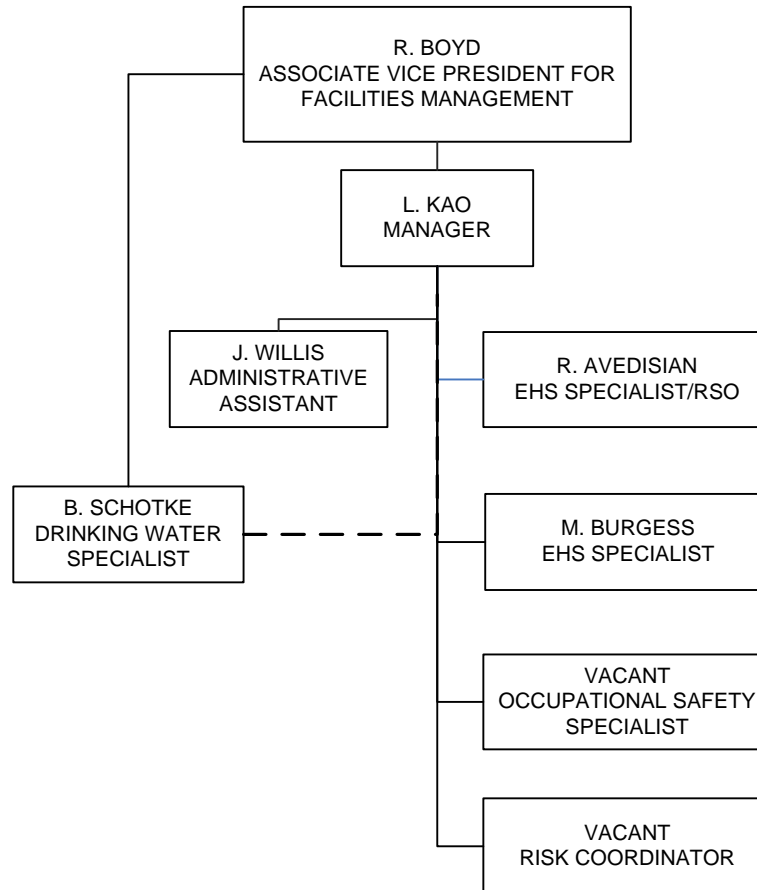 R. BOYD
ASSOCIATE VICE PRESIDENT FOR
FACILITIES MANAGEMENT
L. KAO
MANAGER
J. WILLIS
ADMINISTRATIVE
ASSISTANT
R. AVEDISIAN
EHS SPECIALIST/RSO
B. SCHOTKE
DRINKING WATER
SPECIALIST
M. BURGESS
EHS SPECIALIST
VACANT
OCCUPATIONAL SAFETY
SPECIALIST
VACANT
RISK COORDINATOR